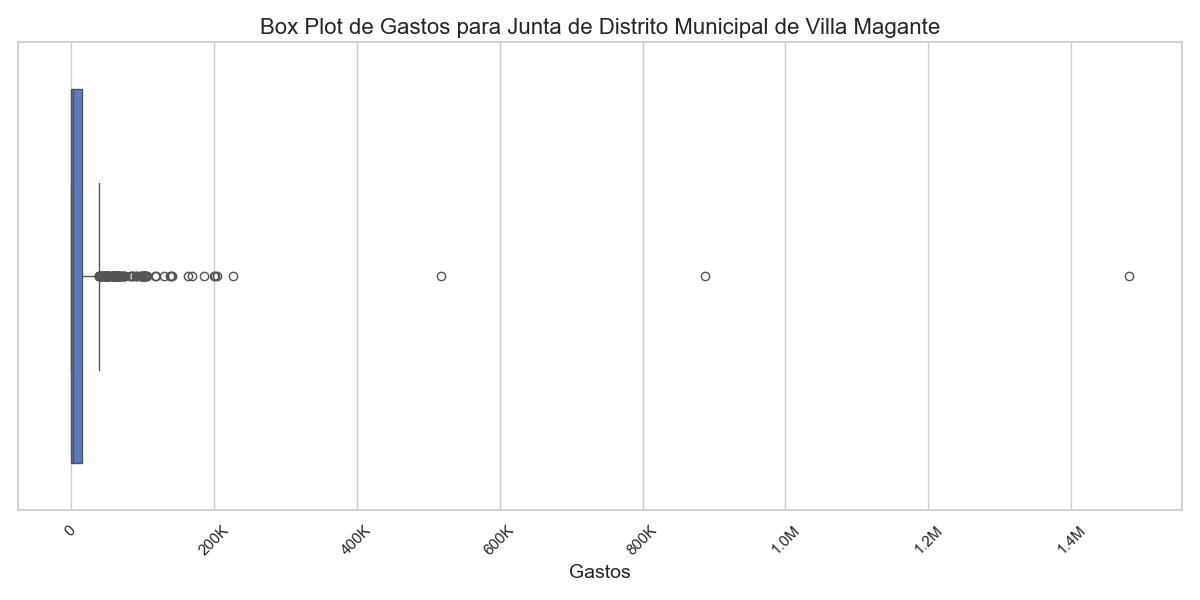 Box Plot de Gastos para Junta de Distrito Municipal de Villa Magante
0
200K
400K
600K
800K
1.0M
1.2M
1.4M
Gastos